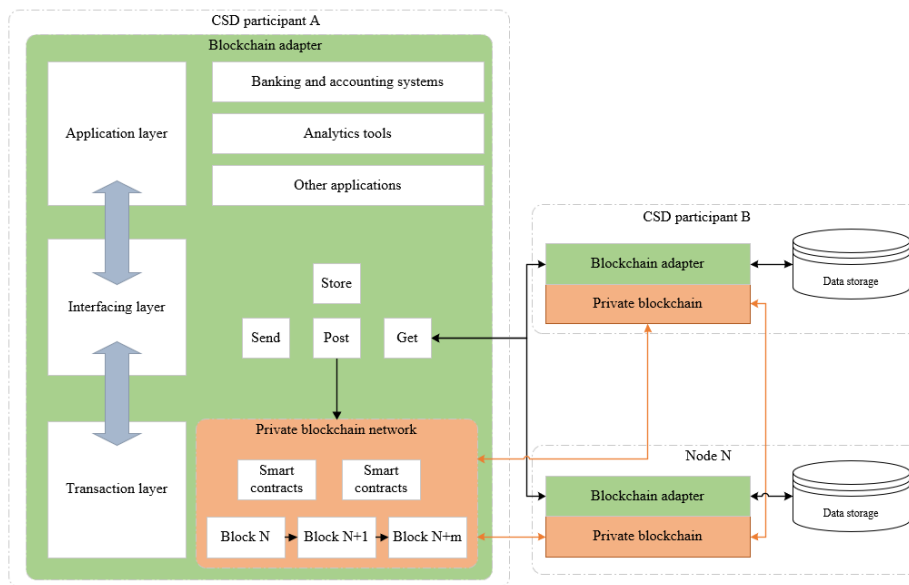 CSD participant A
Blockchain adapter
Application layer
Banking and accounting systems
Analytics tools
Other applications
Interfacing layer
Store
Send
Post
Get
Transaction layer
Private blockchain network
Smart
contracts
Smart
contracts
Block N
Block N+1
Block N+m
CSD participant B
Blockchain adapter
Private blockchain
Data storage
Node N
Blockchain adapter
Private blockchain
Data storage